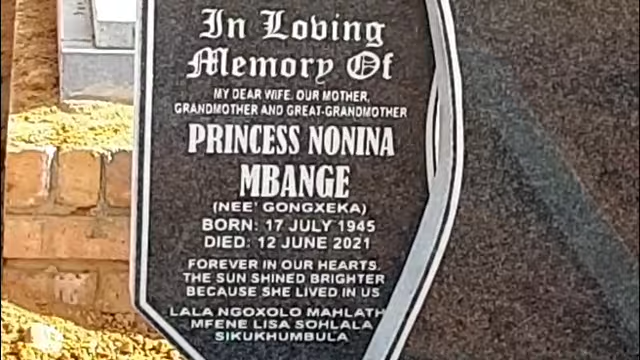 In Loving
Memory Of
MY DEAR WIFE. OUR MOTHER,
GRANDMOTHER AND GREAT-GRANDMOTHER
PRINCESS NONINA
MBANGE
(NEE' GONGXEKA)
BORN: 17 JULY 1945
DIED: 12 JUNE 2021
FOREVER IN OUR HEARTS
THE SUN SHINED BRIGHTER
BECAUSE SHE LIVED IN US
LALA NGOXOLO MAHLATH
MFENE LISA SOHLALA
SIKUKHUMBULA